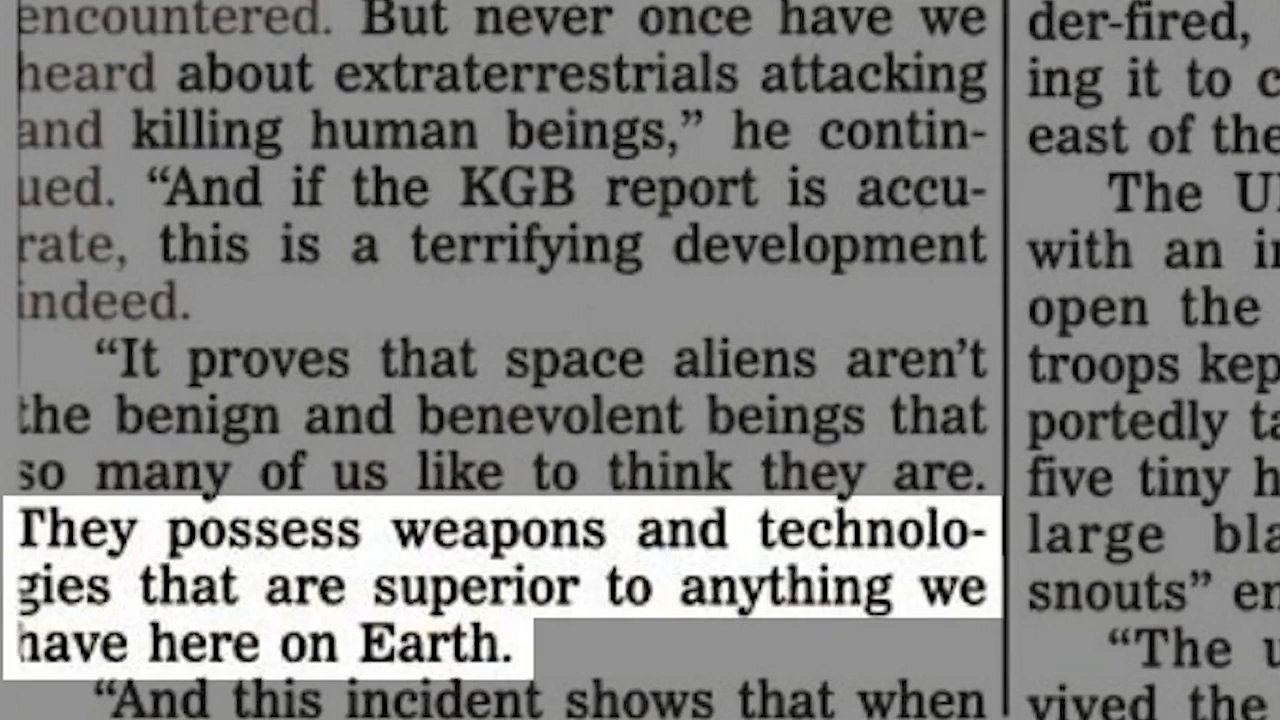 encountered. But never once have we
heard about extraterrestrials attacking
and killing human beings,” he contin-
ued. “And if the KGB report is accu-
rate, this is a terrifying development
indeed.
“It proves that space aliens aren’t
the benign and benevolent beings that
so many of us like to think they are.
They possess weapons and technolo-
gies that are superior to anything we
have here on Earth.
“And this incident shows that when
der-fired,
ing it to
east of the
The
with an
open the
troops
portedly
five tiny
large
snouts”
“The
vived the